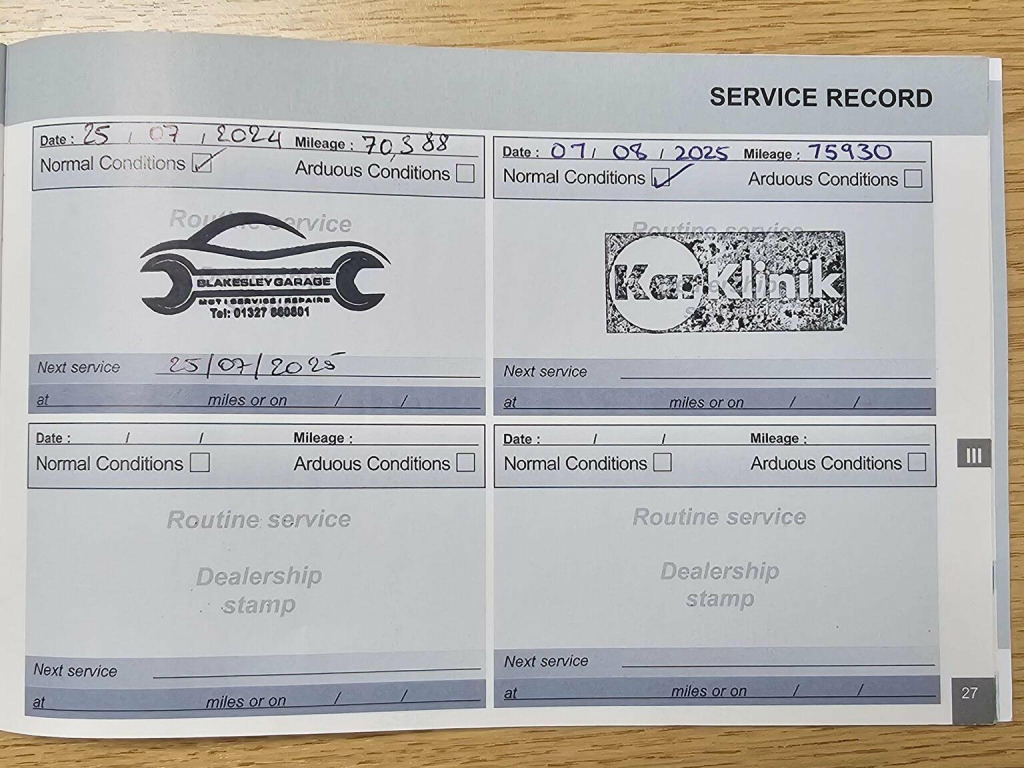 SERVICE RECORD
Date : 25 / 07 / 2024 Mileage : 70,388
Normal Conditions Arduous Conditions
Routine service
BLAKESLEY GARAGE
MOT | SERVICE | REPAIRS
Tel: 01327 860801
Next service 25/07/2025
at miles or on / /
Date : 07 / 08 / 2025 Mileage : 75930
Normal Conditions Arduous Conditions
Routine service
KarKlinik
Next service
at miles or on / /
Date : / / Mileage :
Normal Conditions Arduous Conditions
Routine service
Dealership
stamp
Next service
at miles or on / /
Date : / / Mileage :
Normal Conditions Arduous Conditions
Routine service
Dealership
stamp
Next service
at miles or on / /
III
27